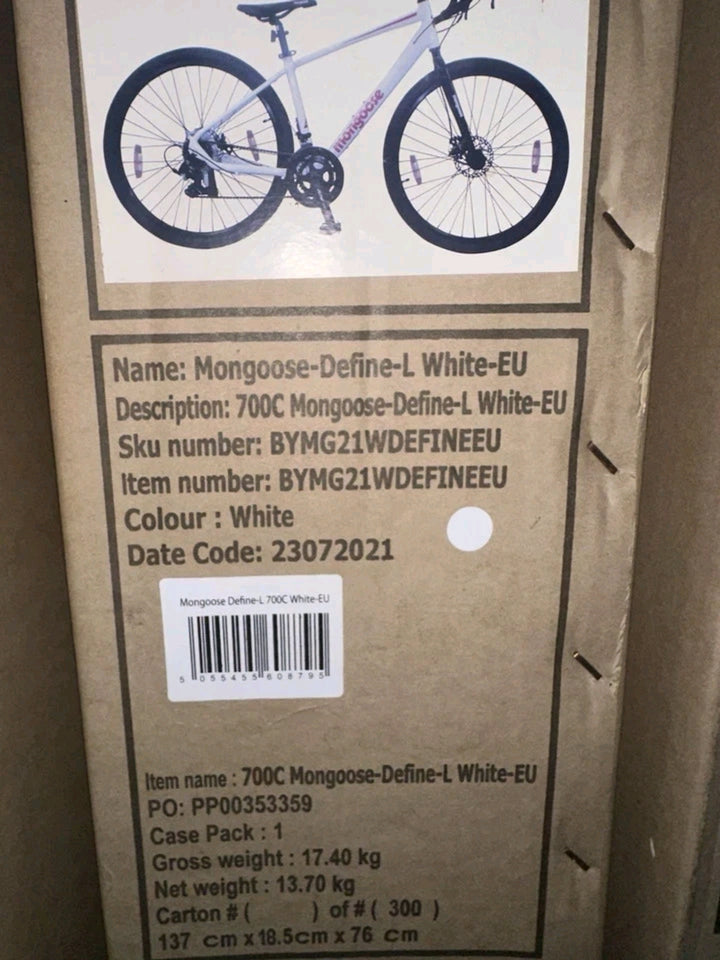 mongoose
Name: Mongoose-Define-L White-EU
Description: 700C Mongoose-Define-L White-EU
Sku number: BYMG21WDEFINEEU
Item number: BYMG21WDEFINEEU
Colour : White
Date Code: 23072021
Mongoose Define-L 700C White-EU
5 055455 608795
Item name : 700C Mongoose-Define-L White-EU
PO: PP00353359
Case Pack : 1
Gross weight : 17.40 kg
Net weight : 13.70 kg
Carton # ( ) of # ( 300 )
137 cm x 18.5cm x 76 cm